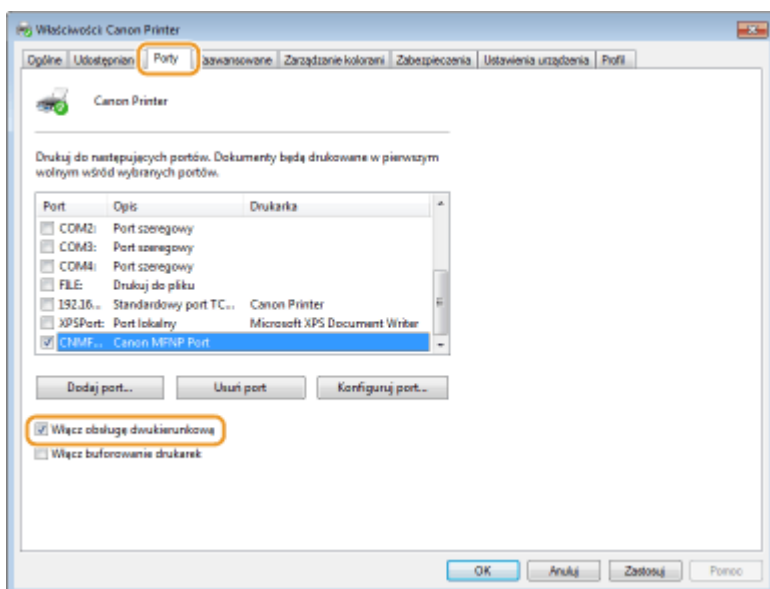 Właściwości: Canon Printer
Ogólne Udostępnian Porty Zaawansowane Zarządzanie kolorami Zabezpieczenia Ustawienia urządzenia Profil
Canon Printer
Drukuj do następujących portów. Dokumenty będą drukowane w pierwszym
wolnym wśród wybranych portów.
Port Opis Drukarka
COM2: Port szeregowy
COM3: Port szeregowy
COM4: Port szeregowy
FILE: Drukuj do pliku
192.16... Standardowy port TC... Canon Printer
XPSPort: Port lokalny Microsoft XPS Document Writer
CNMF... Canon MFNP Port
Dodaj port... Usuń port Konfiguruj port...
Włącz obsługę dwukierunkową
Włącz buforowanie drukarek
OK Anuluj Zastosuj Pomoc